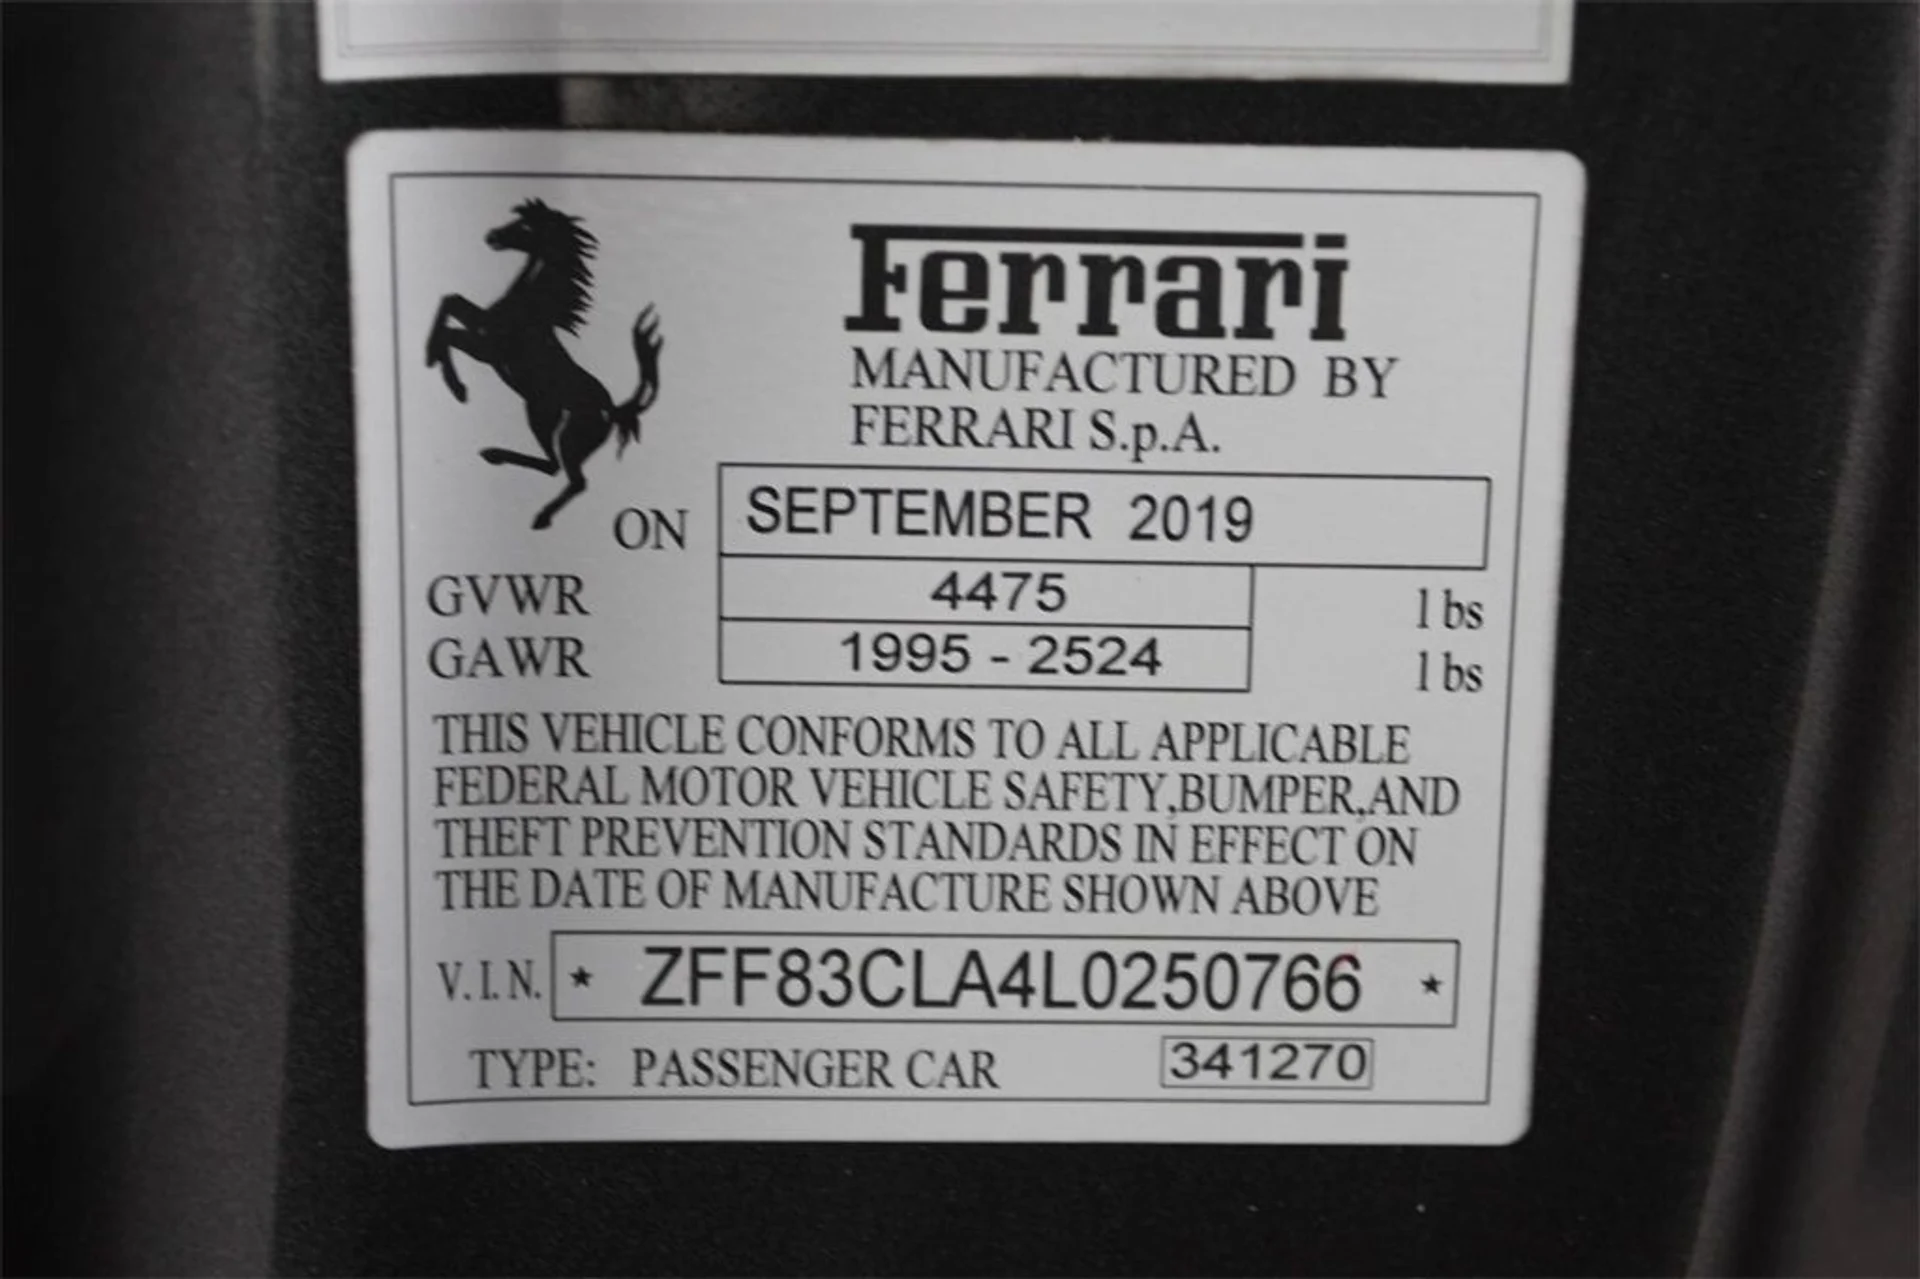 Ferrari
MANUFACTURED BY
FERRARI S.p.A.
ON SEPTEMBER 2019
GVWR 4475 lbs
GAWR 1995 - 2524 lbs
THIS VEHICLE CONFORMS TO ALL APPLICABLE
FEDERAL MOTOR VEHICLE SAFETY,BUMPER,AND
THEFT PREVENTION STANDARDS IN EFFECT ON
THE DATE OF MANUFACTURE SHOWN ABOVE
V.I.N. * ZFF83CLA4L0250766 *
TYPE: PASSENGER CAR 341270